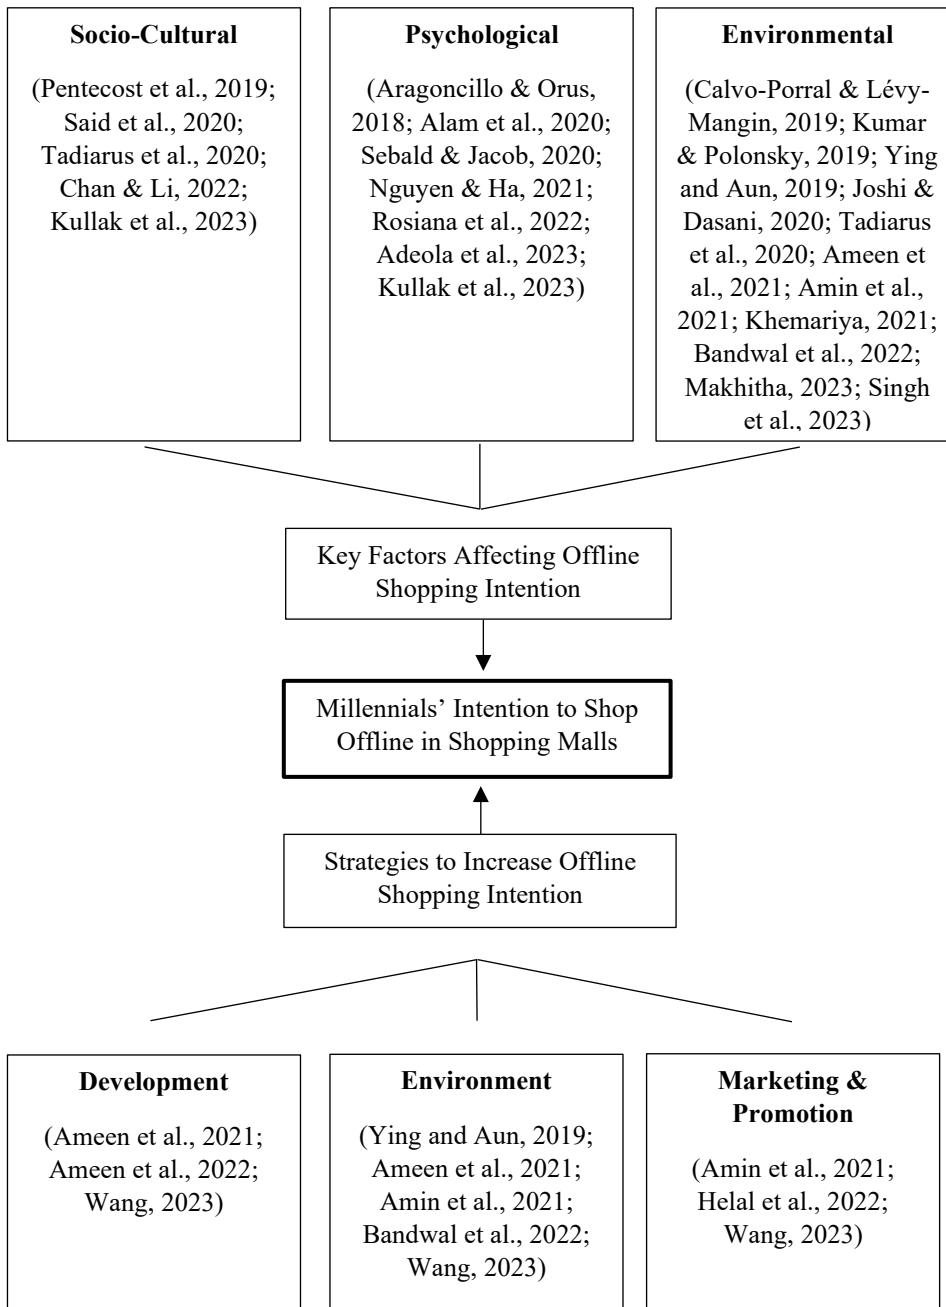 Socio-Cultural
(Pentecost et al., 2019;
Said et al., 2020;
Tadiarus et al., 2020;
Chan & Li, 2022;
Kullak et al., 2023)
Psychological
(Aragoncillo & Orus,
2018; Alam et al., 2020;
Sebald & Jacob, 2020;
Nguyen & Ha, 2021;
Rosiana et al., 2022;
Adeola et al., 2023;
Kullak et al., 2023)
Environmental
(Calvo-Porral & Lévy-
Mangin, 2019; Kumar
& Polonsky, 2019; Ying
and Aun, 2019; Joshi &
Dasani, 2020; Tadiarus
et al., 2020; Ameen et
al., 2021; Amin et al.,
2021; Khemariya, 2021;
Bandwal et al., 2022;
Makhitha, 2023; Singh
et al., 2023)
Key Factors Affecting Offline
Shopping Intention
Millennials’ Intention to Shop
Offline in Shopping Malls
Strategies to Increase Offline
Shopping Intention
Development
(Ameen et al., 2021;
Ameen et al., 2022;
Wang, 2023)
Environment
(Ying and Aun, 2019;
Ameen et al., 2021;
Amin et al., 2021;
Bandwal et al., 2022;
Wang, 2023)
Marketing &
Promotion
(Amin et al., 2021;
Helal et al., 2022;
Wang, 2023)